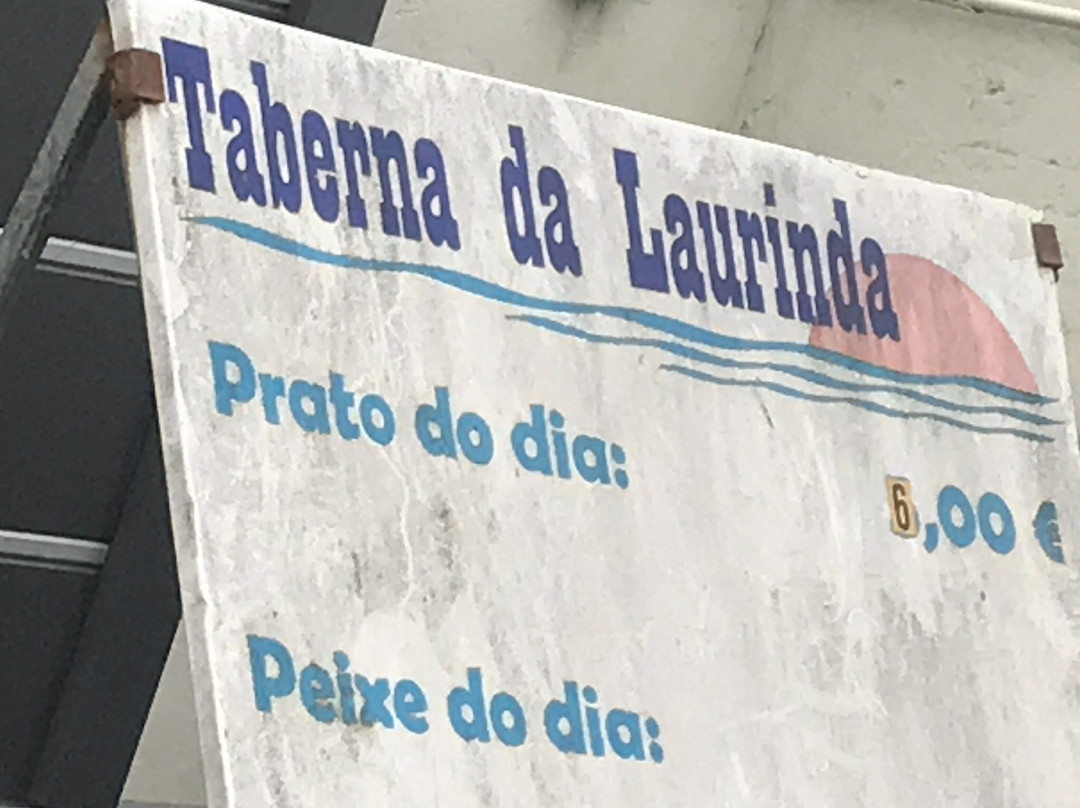 Taberna da Laurinda
Prato do dia:
6,00 €
Peixe do dia: